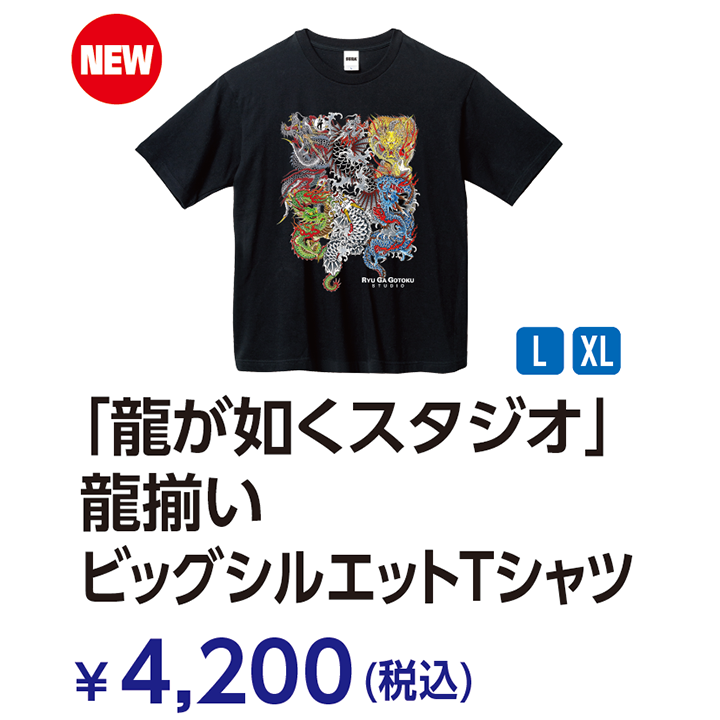 NEW
SEGA
RYU GA GOTOKU
STUDIO
L XL
「龍が如くスタジオ」
龍揃い
ビッグシルエットTシャツ
￥4,200(税込)